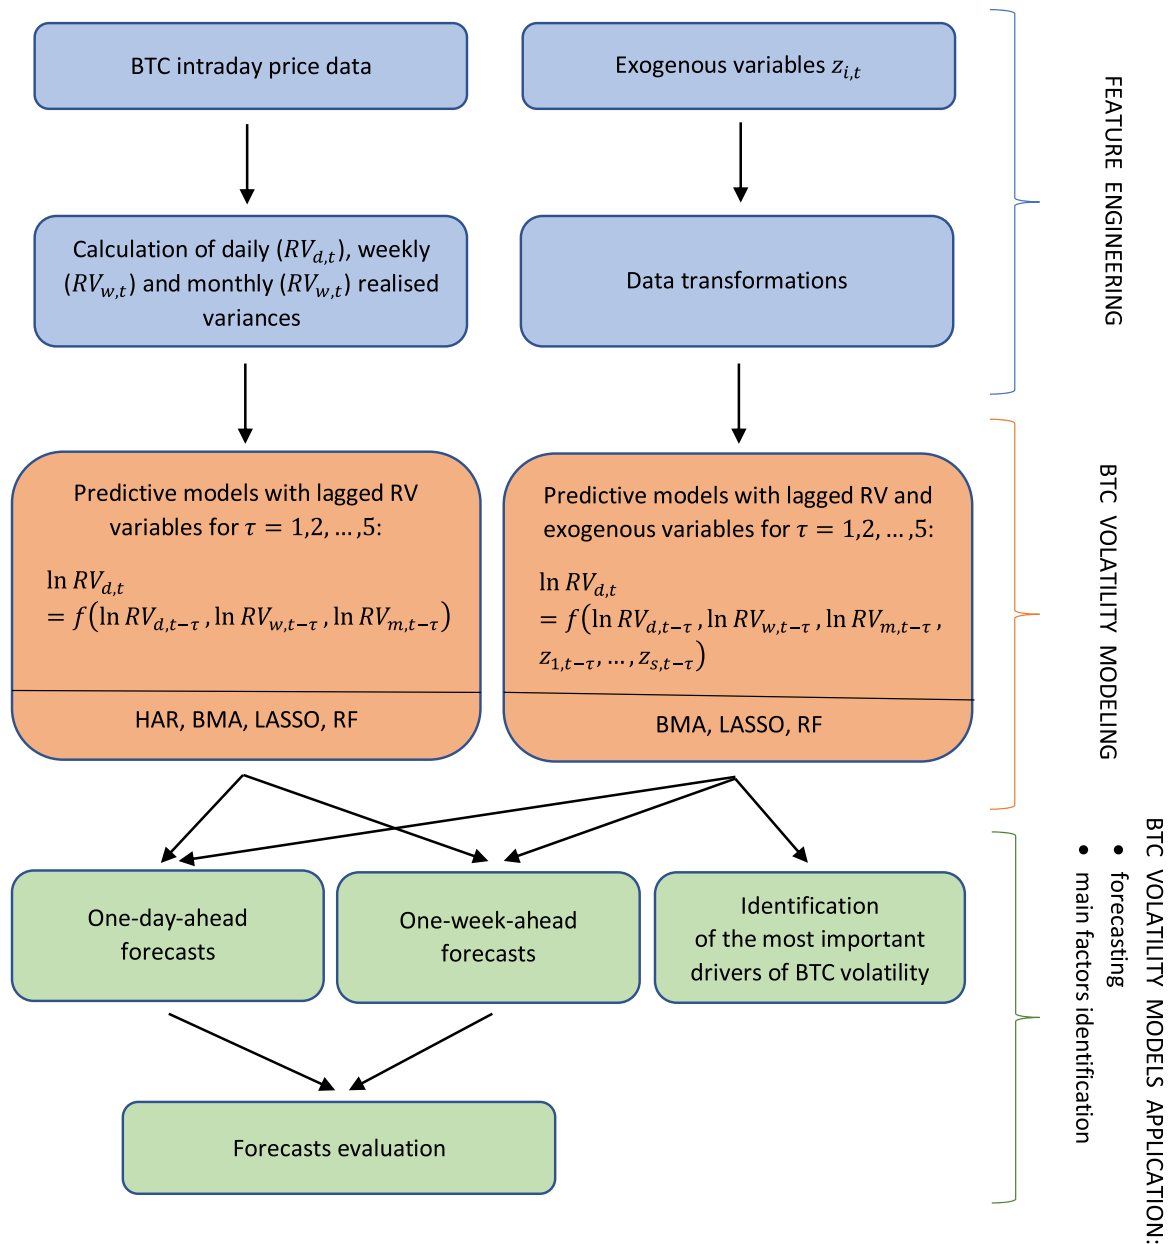 BTC intraday price data
Exogenous variables z_{i,t}
Calculation of daily (RV_{d,t}), weekly
(RV_{w,t}) and monthly (RV_{w,t}) realised
variances
Data transformations
FEATURE ENGINEERING
Predictive models with lagged RV
variables for τ = 1,2, … ,5:
ln RV_{d,t}
= f(ln RV_{d,t−τ} , ln RV_{w,t−τ} , ln RV_{m,t−τ})
HAR, BMA, LASSO, RF
Predictive models with lagged RV and
exogenous variables for τ = 1,2, … ,5:
ln RV_{d,t}
= f(ln RV_{d,t−τ} , ln RV_{w,t−τ} , ln RV_{m,t−τ} ,
z_{1,t−τ}, … , z_{s,t−τ})
BMA, LASSO, RF
BTC VOLATILITY MODELING
One-day-ahead
forecasts
One-week-ahead
forecasts
Identification
of the most important
drivers of BTC volatility
Forecasts evaluation
BTC VOLATILITY MODELS APPLICATION:
• forecasting
• main factors identification